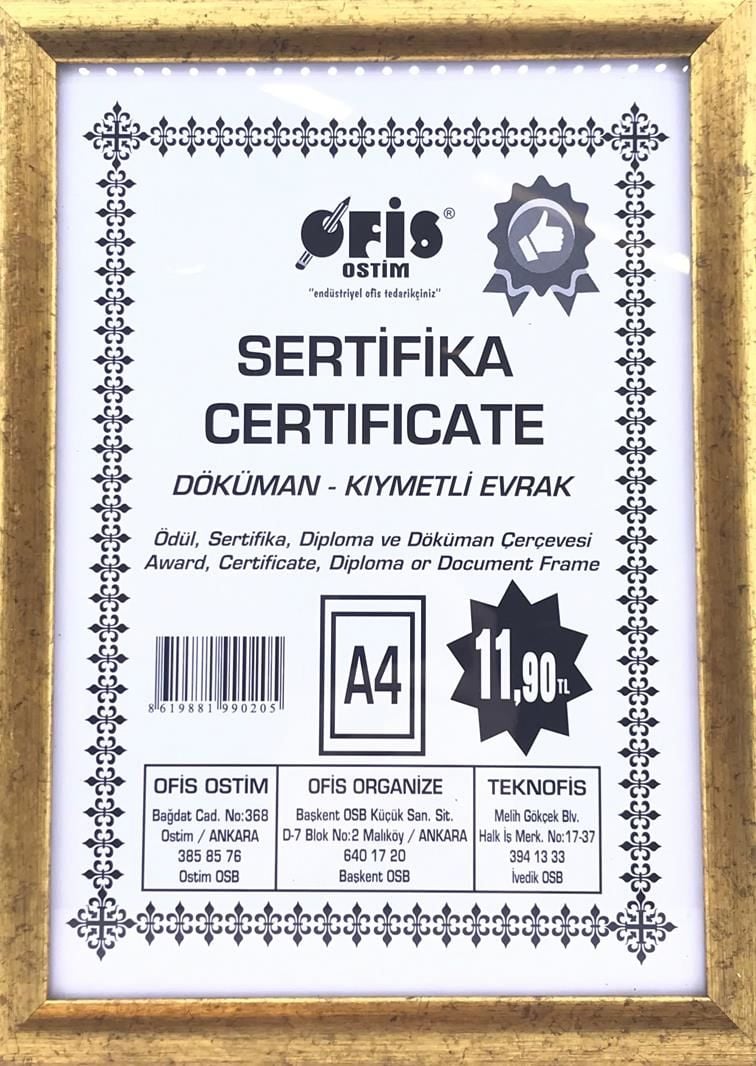 OFİS®
OSTİM
"endüstriyel ofis tedarikçiniz"
SERTİFİKA
CERTIFICATE
DÖKÜMAN - KIYMETLİ EVRAK
Ödül, Sertifika, Diploma ve Döküman Çerçevesi
Award, Certificate, Diploma or Document Frame
A4
11,90TL
8 619881 990205
OFİS OSTİM
Bağdat Cad. No:368
Ostim / ANKARA
385 85 76
Ostim OSB
OFİS ORGANİZE
Başkent OSB Küçük San. Sit.
D-7 Blok No:2 Malıköy / ANKARA
640 17 20
Başkent OSB
TEKNOFİS
Melih Gökçek Blv.
Halk İş Merk. No:17-37
394 13 33
İvedik OSB